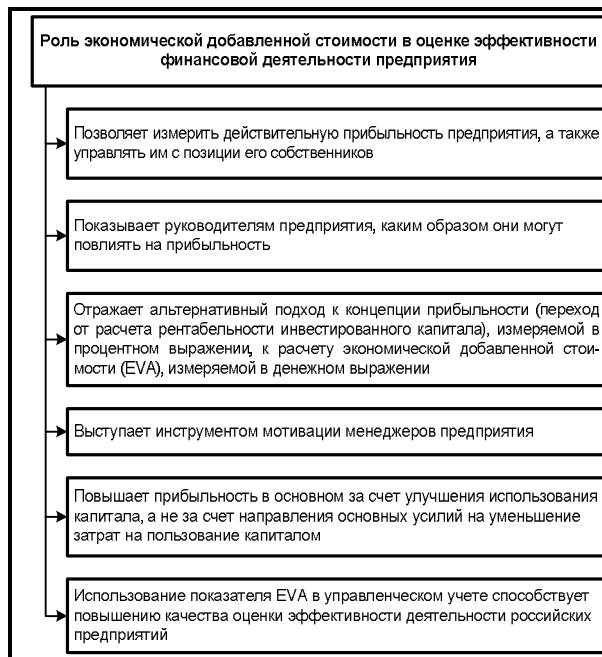 Роль экономической добавленной стоимости в оценке эффективности
финансовой деятельности предприятия
Позволяет измерить действительную прибыльность предприятия, а также
управлять им с позиции его собственников
Показывает руководителям предприятия, каким образом они могут
повлиять на прибыльность
Отражает альтернативный подход к концепции прибыльности (переход
от расчета рентабельности инвестированного капитала), измеряемой в
процентном выражении, к расчету экономической добавленной стои-
мости (EVA), измеряемой в денежном выражении
Выступает инструментом мотивации менеджеров предприятия
Повышает прибыльность в основном за счет улучшения использования
капитала, а не за счет направления основных усилий на уменьшение
затрат на пользование капиталом
Использование показателя EVA в управленческом учете способствует
повышению качества оценки эффективности деятельности российских
предприятий